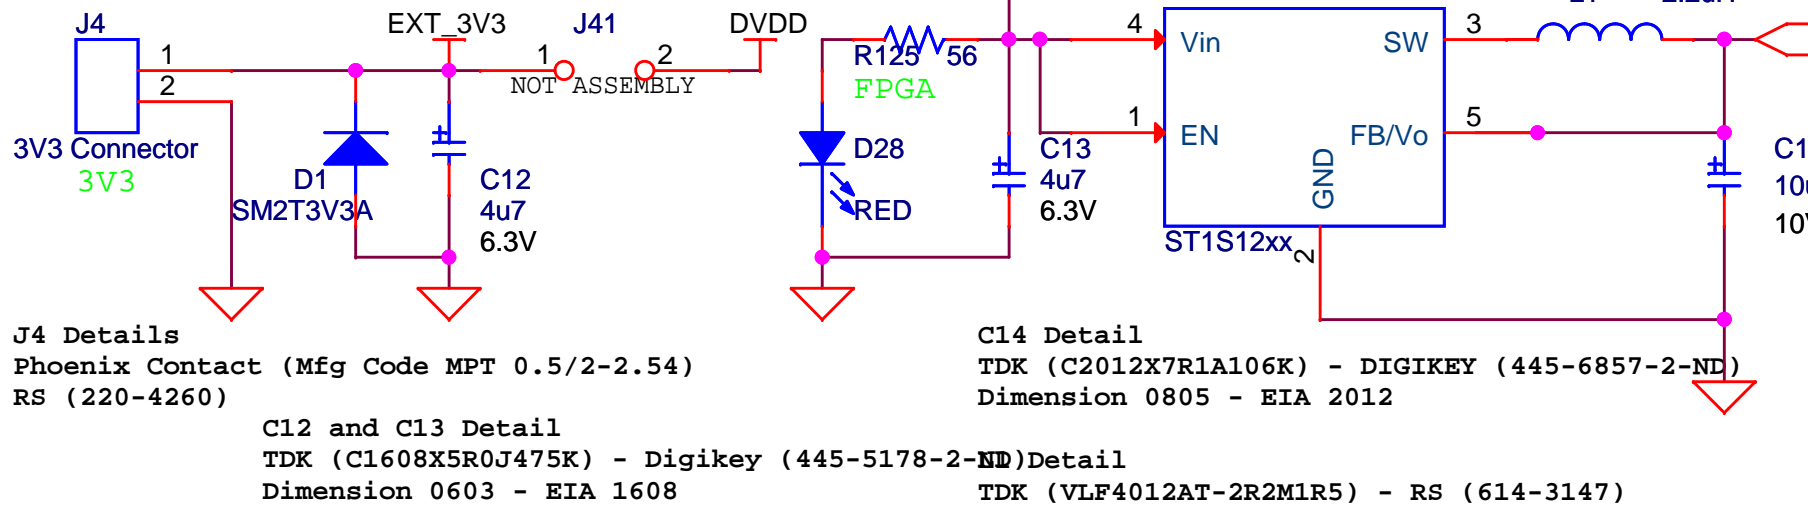 J4
EXT_3V3
J41
DVDD
1
2
1
2
NOT ASSEMBLY
3V3 Connector
3V3
D1
SM2T3V3A
C12
4u7
6.3V
R125
56
FPGA
D28
RED
C13
4u7
6.3V
4
1
Vin
EN
SW
FB/Vo
GND
3
5
2
ST1S12xx
J4 Details
Phoenix Contact (Mfg Code MPT 0.5/2-2.54)
RS (220-4260)
C12 and C13 Detail
TDK (C1608X5R0J475K) - Digikey (445-5178-2-ND)
Dimension 0603 - EIA 1608
C14 Detail
TDK (C2012X7R1A106K) - DIGIKEY (445-6857-2-ND)
Dimension 0805 - EIA 2012
Detail
TDK (VLF4012AT-2R2M1R5) - RS (614-3147)